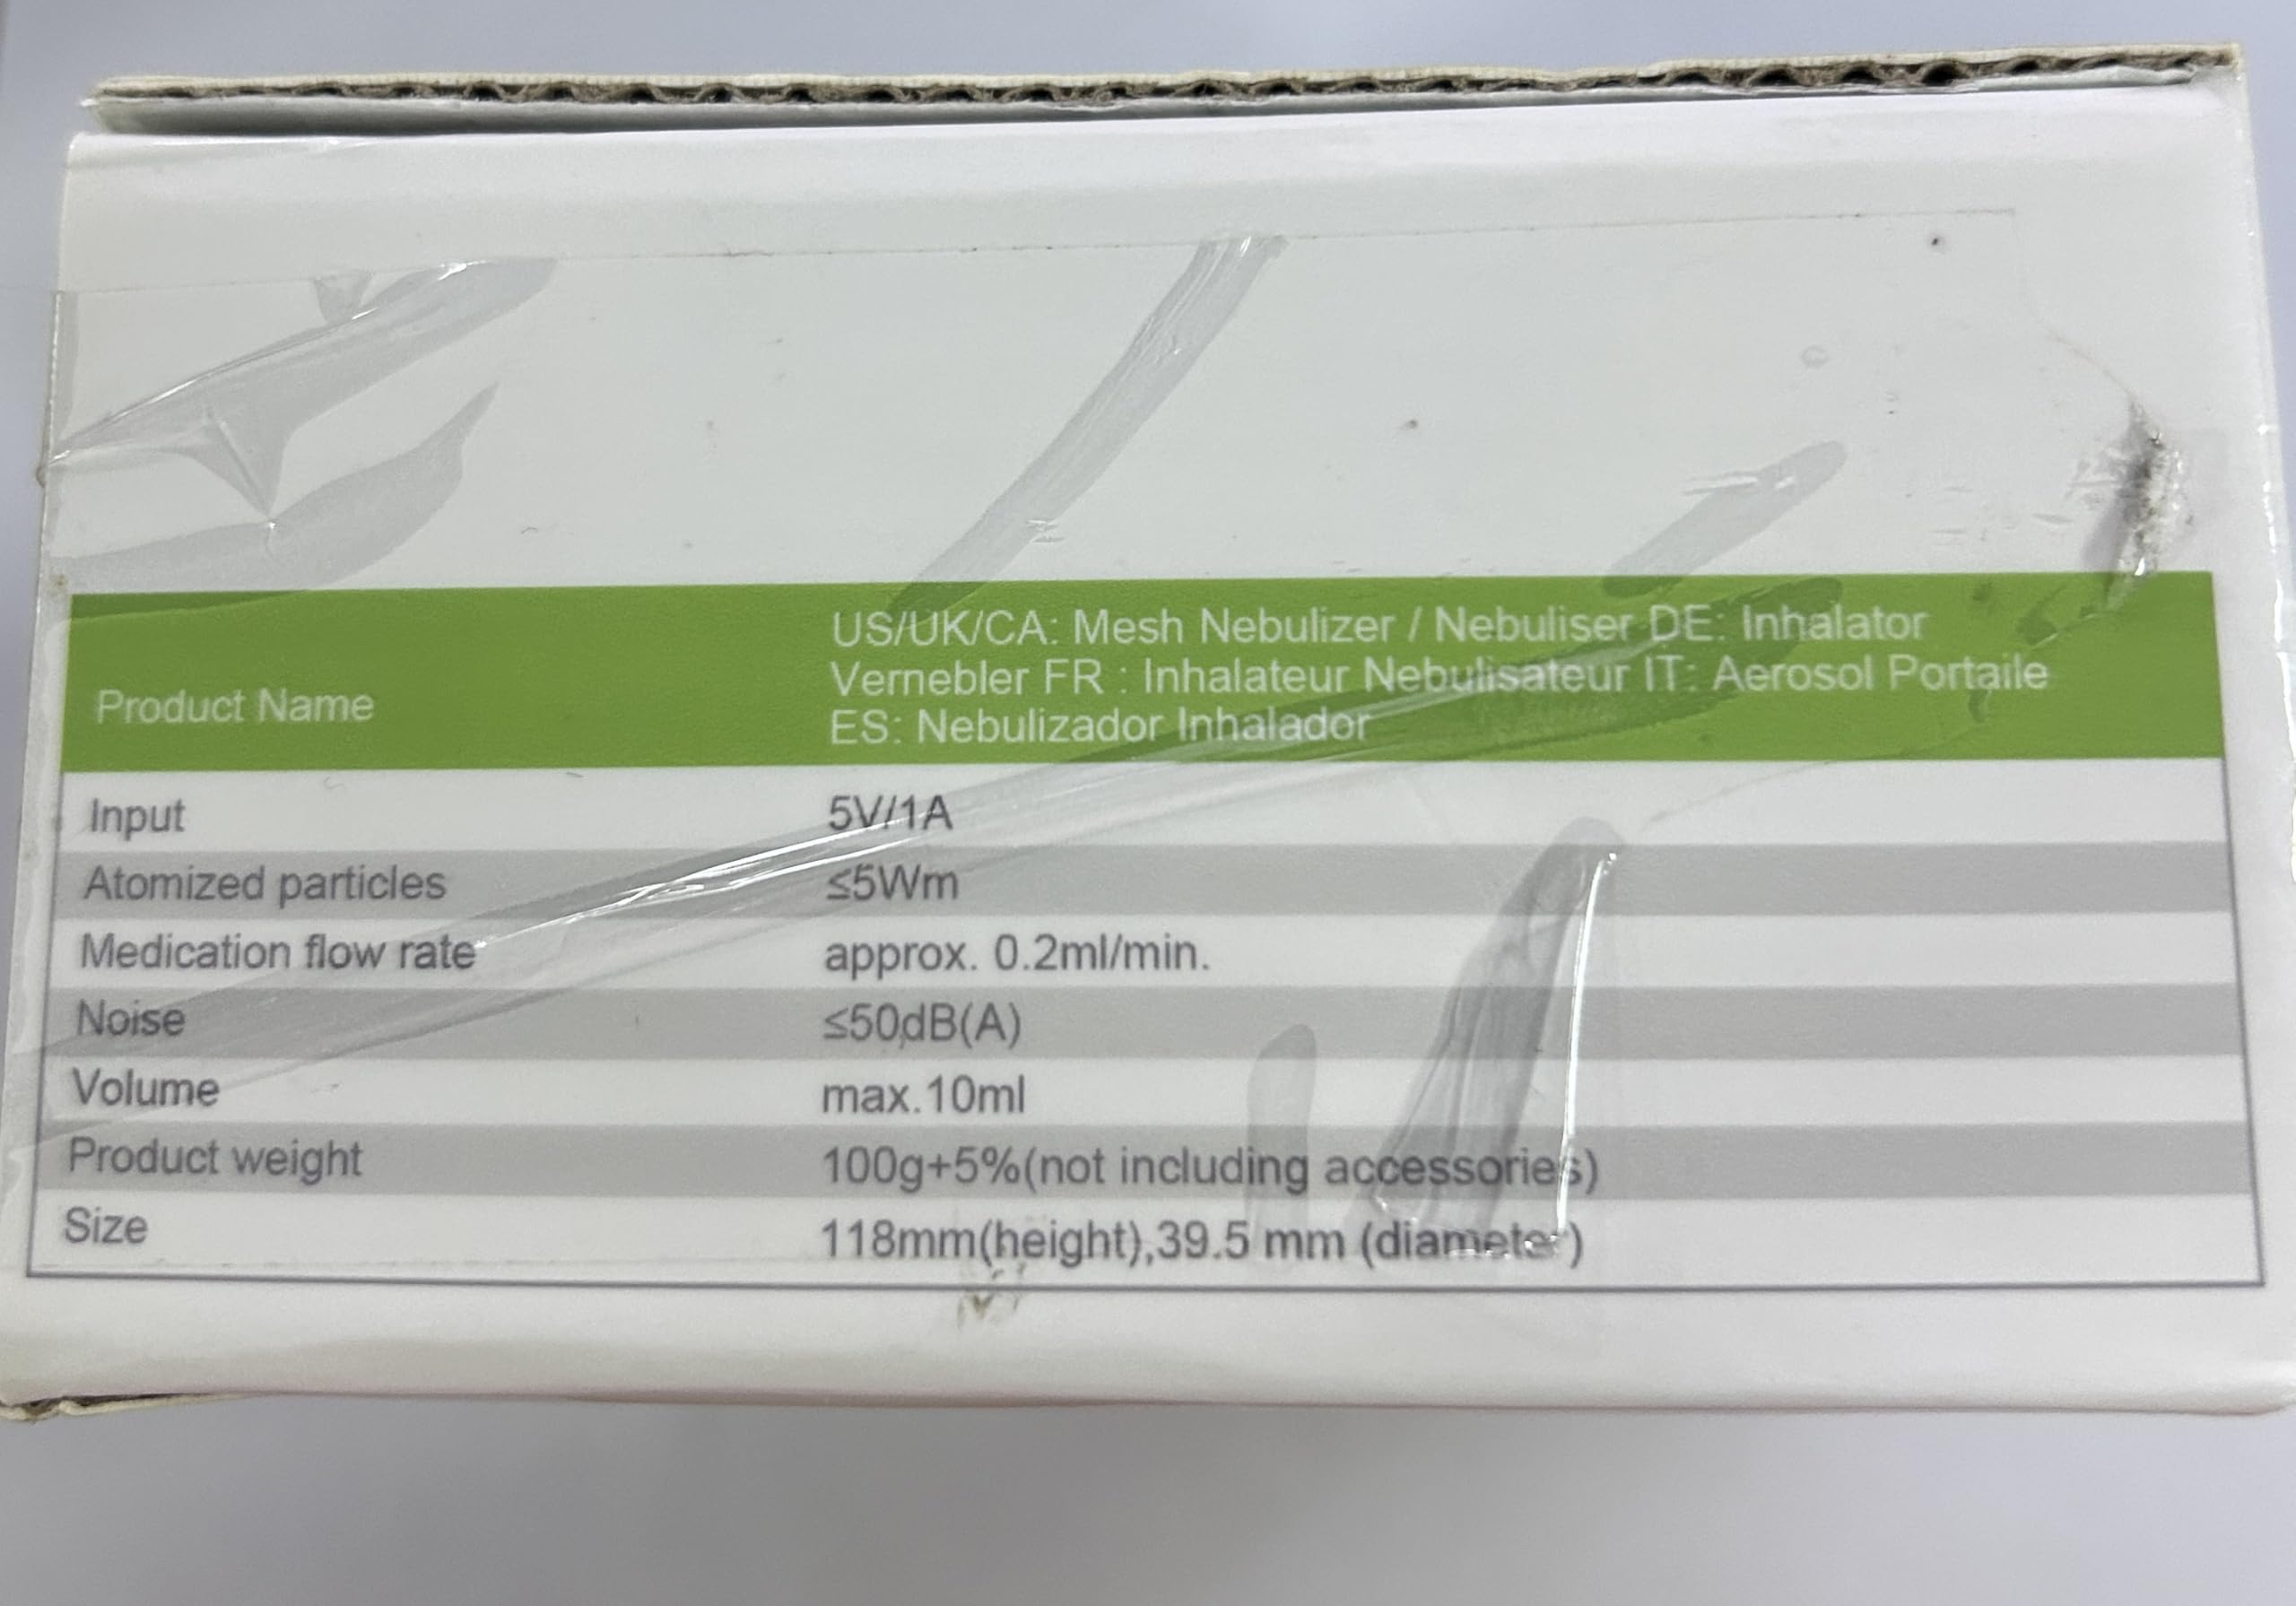 Product Name
US/UK/CA: Mesh Nebulizer / Nebuliser DE: Inhalator
Vernebler FR : Inhalateur Nebulisateur IT: Aerosol Portaile
ES: Nebulizador Inhalador
Input 5V/1A
Atomized particles ≤5Wm
Medication flow rate approx. 0.2ml/min.
Noise ≤50dB(A)
Volume max.10ml
Product weight 100g+5%(not including accessories)
Size 118mm(height),39.5 mm (diameter)